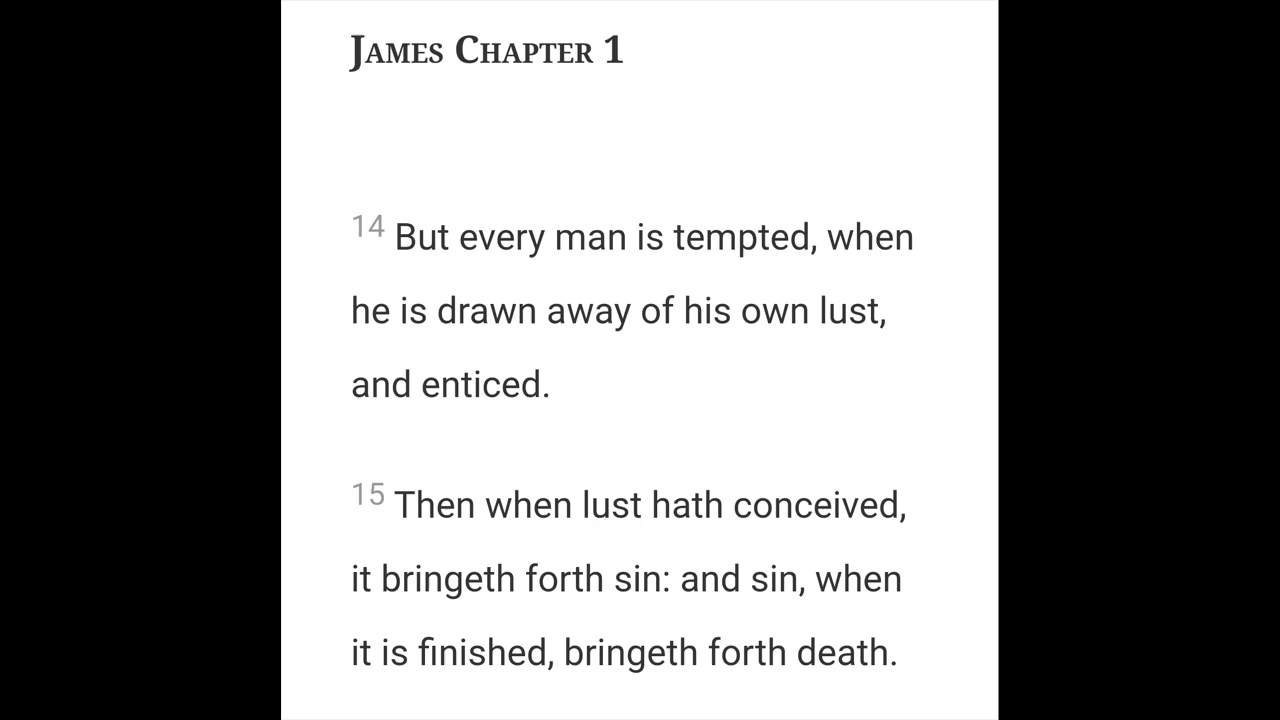 James Chapter 1
14 But every man is tempted, when
he is drawn away of his own lust,
and enticed.
15 Then when lust hath conceived,
it bringeth forth sin: and sin, when
it is finished, bringeth forth death.